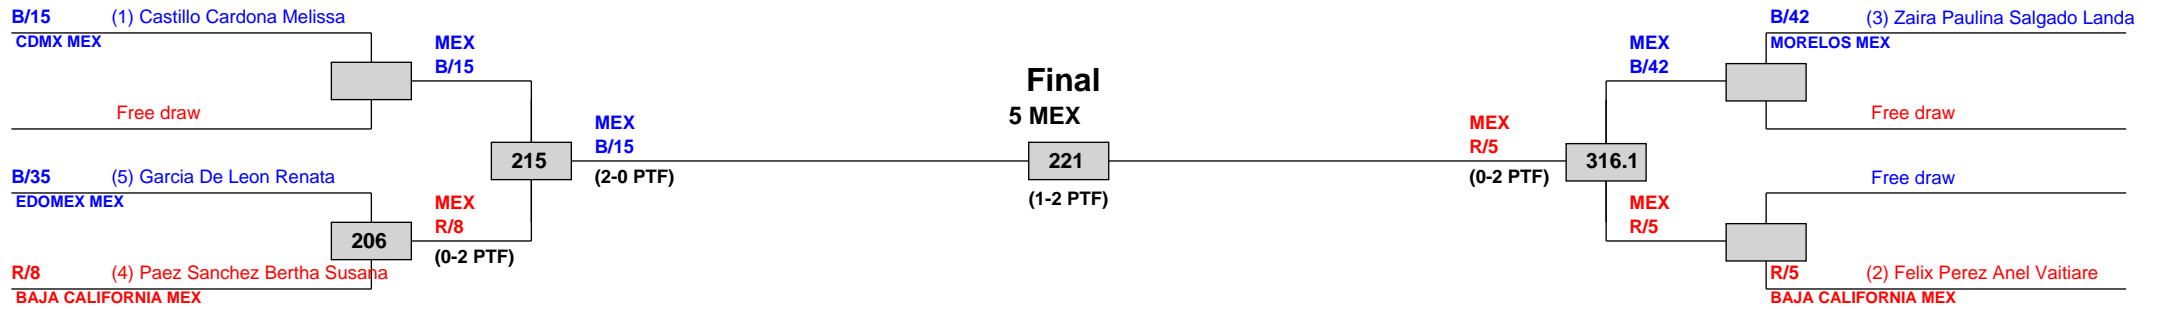 B/15 (1) Castillo Cardona Melissa
CDMX MEX
MEX
B/15
Free draw
B/35 (5) Garcia De Leon Renata
EDOMEX MEX
206
MEX
R/8
(0-2 PTF)
R/8 (4) Paez Sanchez Bertha Susana
BAJA CALIFORNIA MEX
215
MEX
B/15
(2-0 PTF)
Final
5 MEX
221
(1-2 PTF)
MEX
R/5
(0-2 PTF)
316.1
B/42 (3) Zaira Paulina Salgado Landa
MORELOS MEX
MEX
B/42
Free draw
Free draw
MEX
R/5
R/5 (2) Felix Perez Anel Vaitiare
BAJA CALIFORNIA MEX